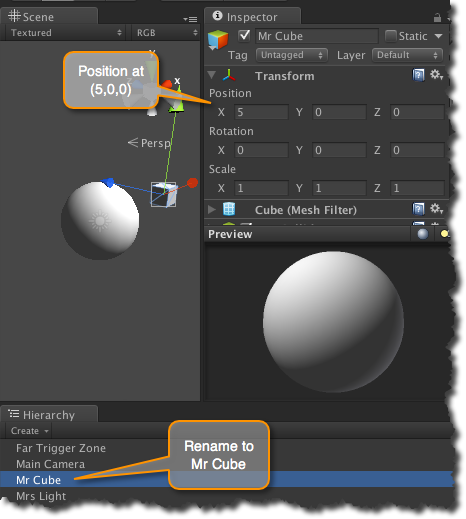 Scene
Textured
RGB
y
x
Persp
Position at
(5,0,0)
Inspector
Mr Cube
Static
Tag Untagged Layer Default
Transform
Position
X 5 Y 0 Z 0
Rotation
X 0 Y 0 Z 0
Scale
X 1 Y 1 Z 1
Cube (Mesh Filter)
Preview
Hierarchy
Create
Far Trigger Zone
Main Camera
Mr Cube
Mrs Light
Rename to
Mr Cube